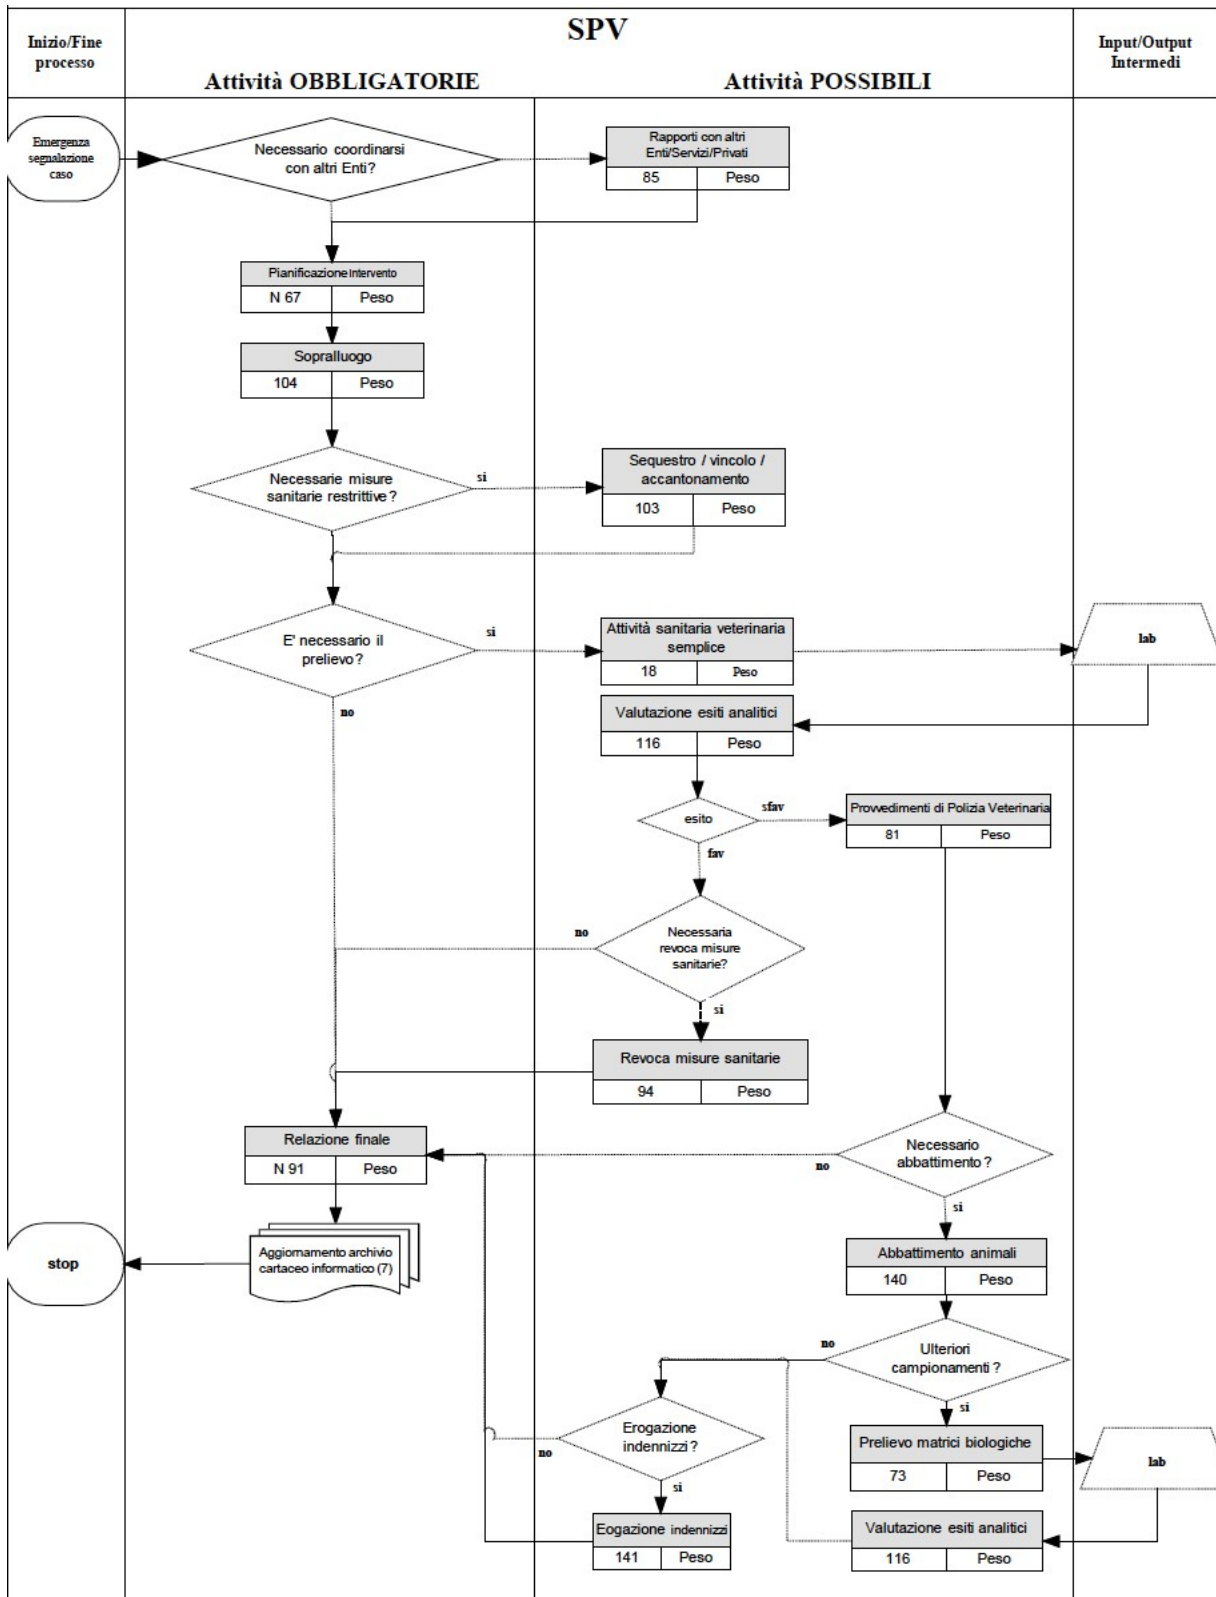 SPV
Inizio/Fine
processo
Attività OBBLIGATORIE
Attività POSSIBILI
Input/Output
Intermedi
Emergenza
segnalazione
caso
Necessario coordinarsi
con altri Enti?
Rapporti con altri
Enti/Servizi/Privati
85 Peso
Pianificazione Intervento
N 67 Peso
Sopralluogo
104 Peso
Necessarie misure
sanitarie restrittive?
si
Sequestro / vincolo /
accantonamento
103 Peso
E' necessario il
prelievo?
si
no
Attività sanitaria veterinaria
semplice
18 Peso
lab
Valutazione esiti analitici
116 Peso
esito
sfav
fav
Provvedimenti di Polizia Veterinaria
81 Peso
Necessaria
revoca misure
sanitarie?
no
si
Revoca misure sanitarie
94 Peso
Relazione finale
N 91 Peso
Necessario
abbattimento?
no
si
stop
Aggiornamento archivio
cartaceo informatico (7)
Abbattimento animali
140 Peso
Ulteriori
campionamenti?
no
si
Erogazione
indennizzi?
no
si
Prelievo matrici biologiche
73 Peso
lab
Eogazione indennizzi
141 Peso
Valutazione esiti analitici
116 Peso